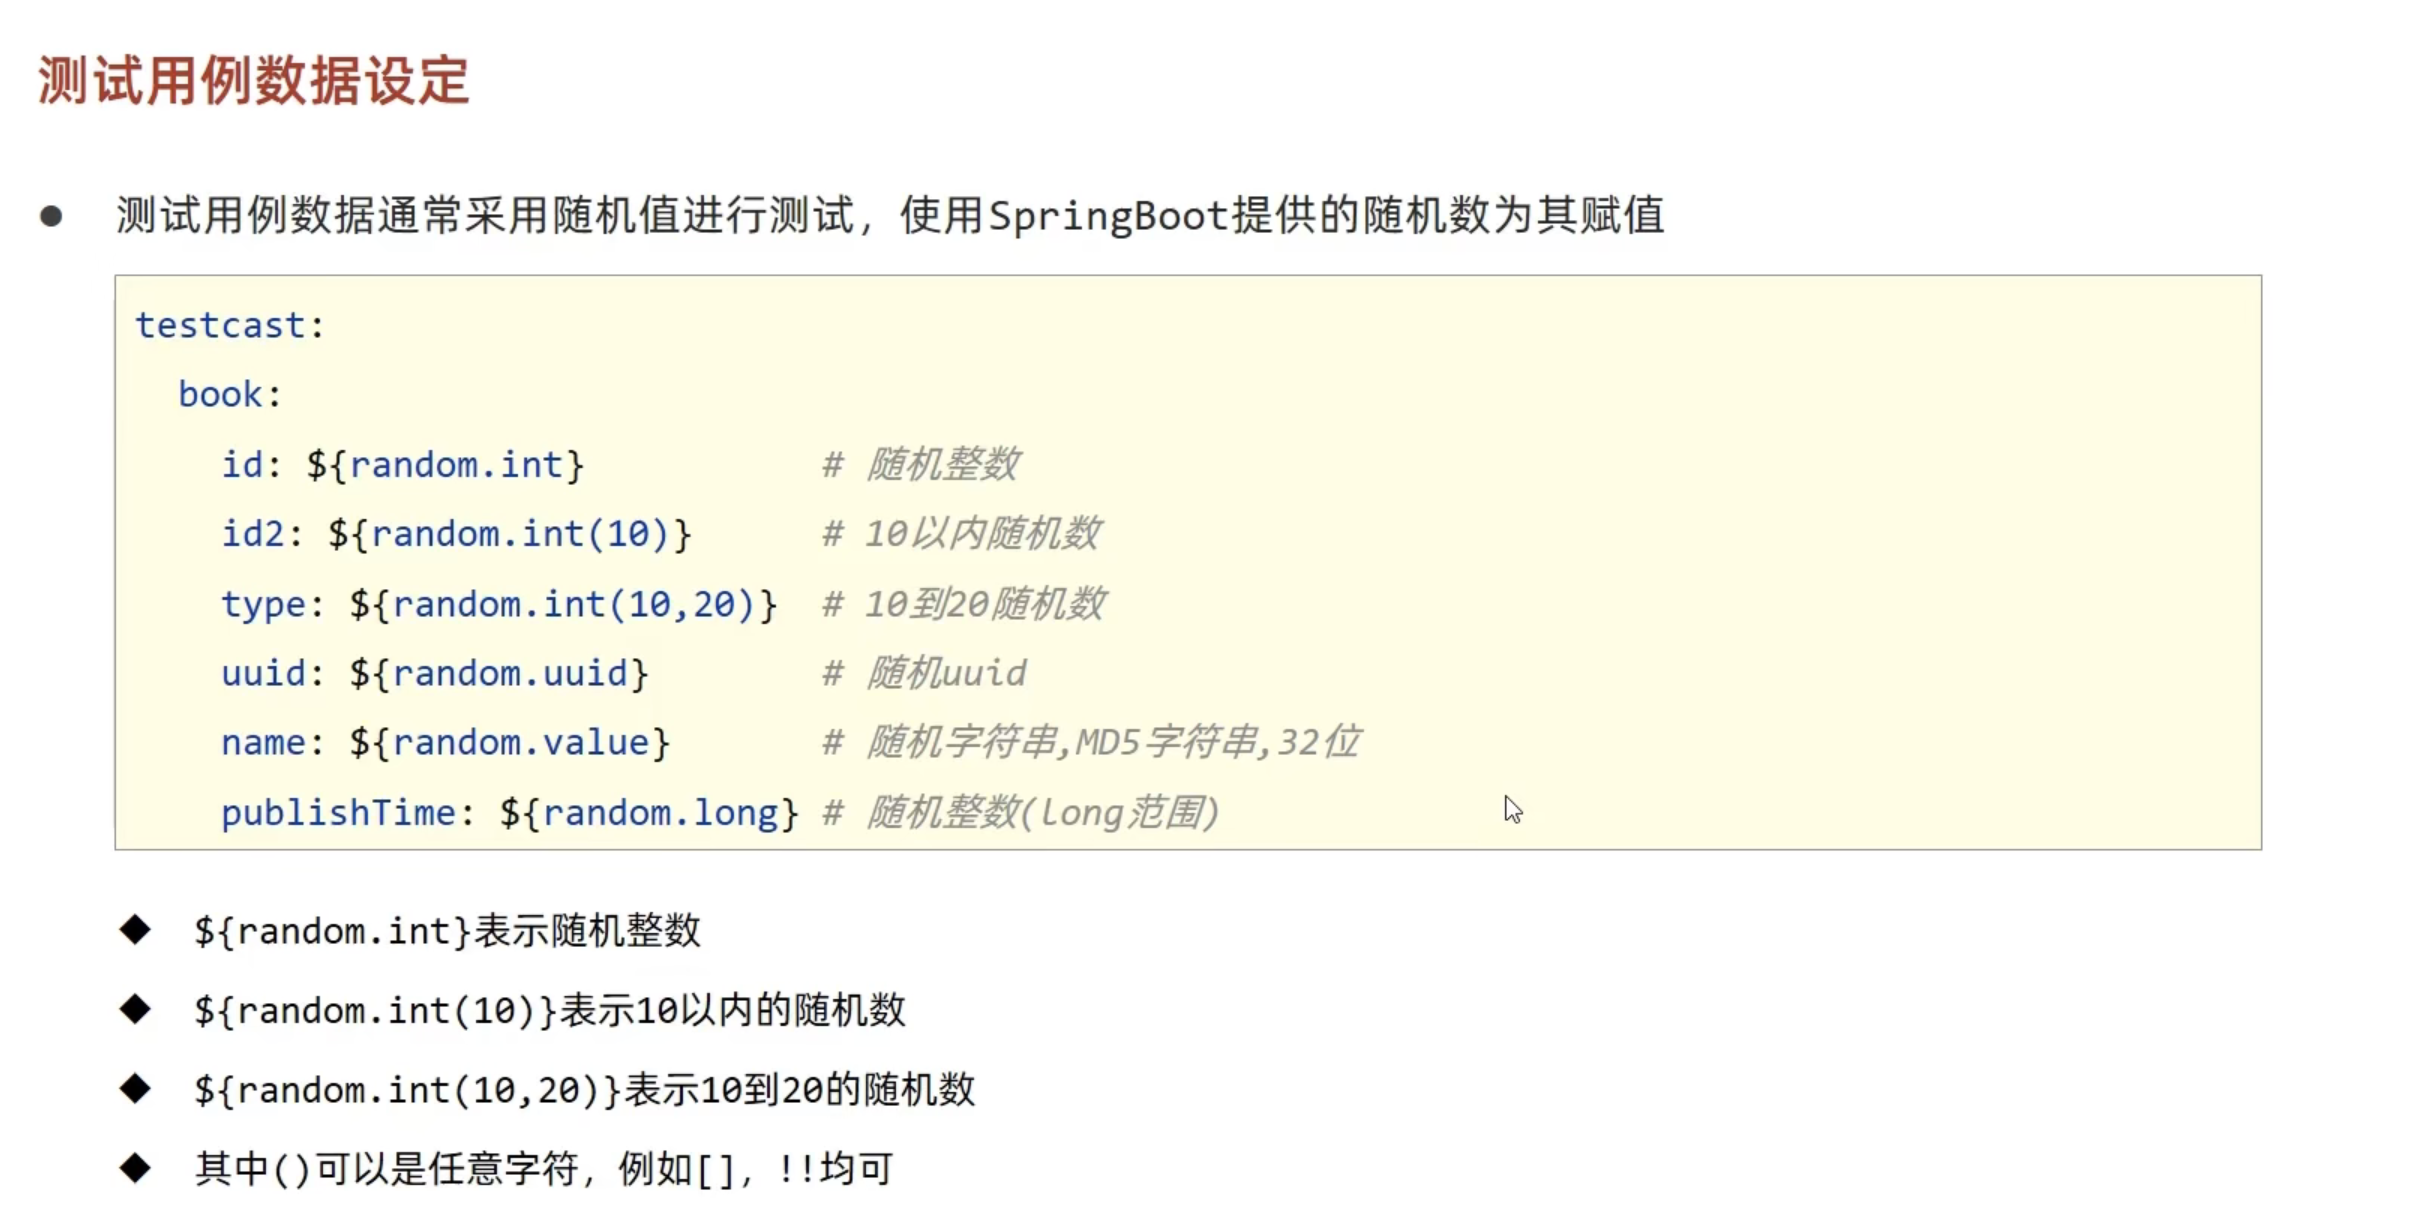 测试用例数据设定
● 测试用例数据通常采用随机值进行测试，使用SpringBoot提供的随机数为其赋值
testcast:
  book:
    id: ${random.int}           # 随机整数
    id2: ${random.int(10)}      # 10以内随机数
    type: ${random.int(10,20)}  # 10到20随机数
    uuid: ${random.uuid}        # 随机uuid
    name: ${random.value}       # 随机字符串,MD5字符串,32位
    publishTime: ${random.long} # 随机整数(long范围)
◆ ${random.int}表示随机整数
◆ ${random.int(10)}表示10以内的随机数
◆ ${random.int(10,20)}表示10到20的随机数
◆ 其中()可以是任意字符，例如[]，!!均可